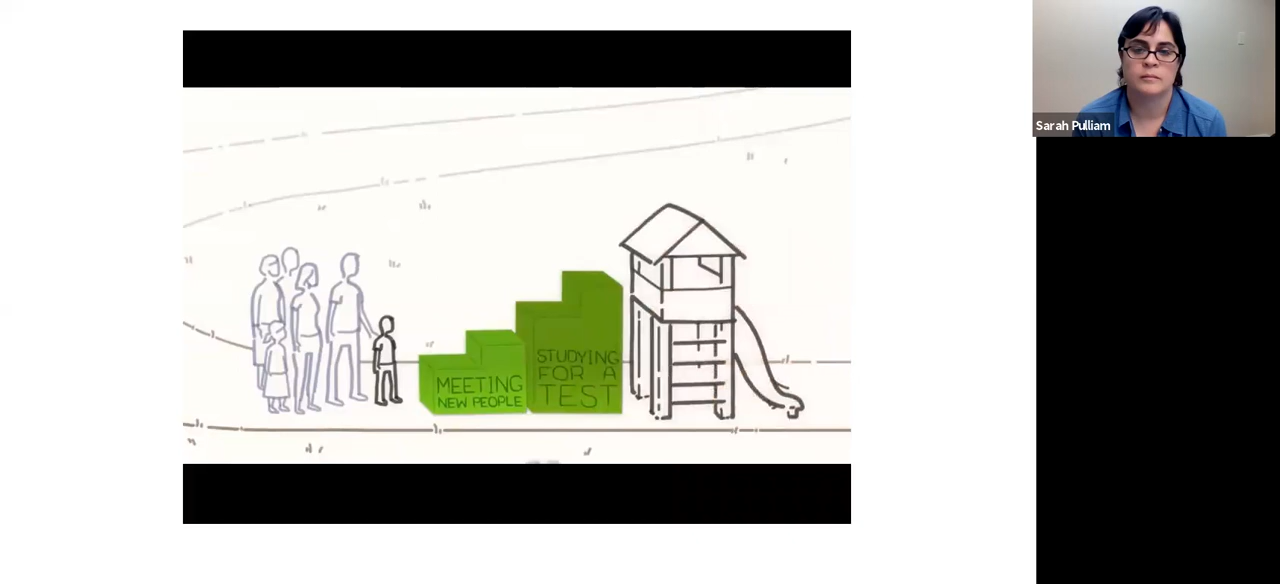 MEETING
NEW PEOPLE
STUDYING
FOR A
TEST
Sarah Pulliam